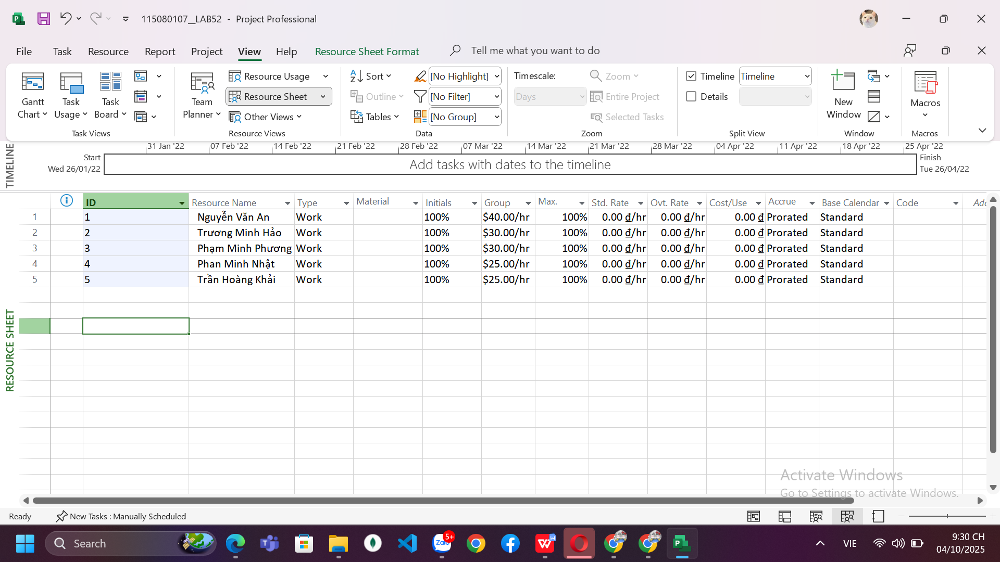 115080107__LAB52 - Project Professional
File Task Resource Report Project View Help Resource Sheet Format Tell me what you want to do
Gantt Chart
Task Usage
Task Board
Task Views
Team Planner
Resource Usage
Resource Sheet
Other Views
Resource Views
Sort
Outline
Tables
[No Highlight]
[No Filter]
[No Group]
Data
Timescale:
Days
Zoom
Entire Project
Selected Tasks
Zoom
Timeline Timeline
Details
Split View
New Window
Window
Macros
Macros
TIMELINE
31 Jan '22 07 Feb '22 14 Feb '22 21 Feb '22 28 Feb '22 07 Mar '22 14 Mar '22 21 Mar '22 28 Mar '22 04 Apr '22 11 Apr '22 18 Apr '22 25 Apr '22
Start
Wed 26/01/22
Add tasks with dates to the timeline
Finish
Tue 26/04/22
RESOURCE SHEET
ID Resource Name Type Material Initials Group Max. Std. Rate Ovt. Rate Cost/Use Accrue Base Calendar Code
1 1 Nguyễn Văn An Work 100% $40.00/hr 100% 0.00 ₫/hr 0.00 ₫/hr 0.00 ₫ Prorated Standard
2 2 Trương Minh Hảo Work 100% $30.00/hr 100% 0.00 ₫/hr 0.00 ₫/hr 0.00 ₫ Prorated Standard
3 3 Phạm Minh Phương Work 100% $30.00/hr 100% 0.00 ₫/hr 0.00 ₫/hr 0.00 ₫ Prorated Standard
4 4 Phan Minh Nhật Work 100% $25.00/hr 100% 0.00 ₫/hr 0.00 ₫/hr 0.00 ₫ Prorated Standard
5 5 Trần Hoàng Khải Work 100% $25.00/hr 100% 0.00 ₫/hr 0.00 ₫/hr 0.00 ₫ Prorated Standard
Activate Windows
Go to Settings to activate Windows.
Ready New Tasks : Manually Scheduled
Search
5+
Zalo
VIE
9:30 CH
04/10/2025